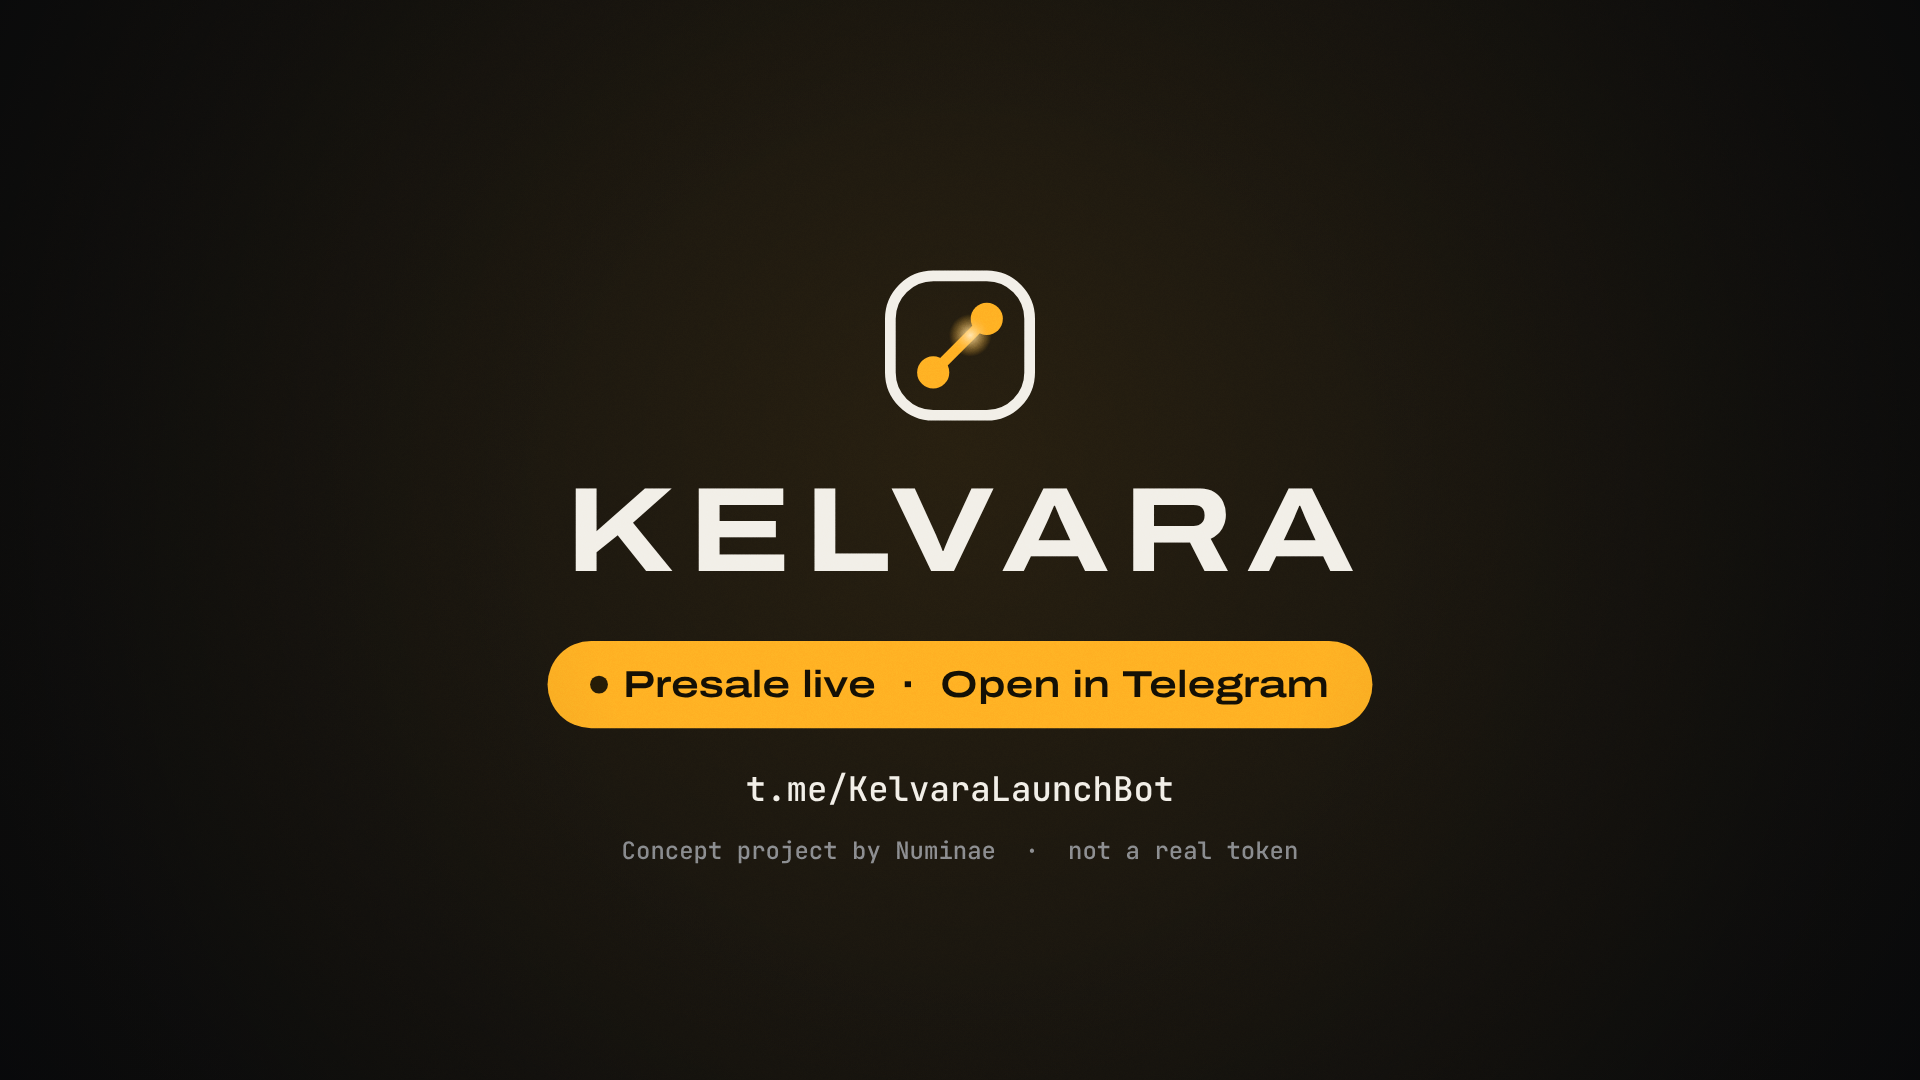 KELVARA
Presale live · Open in Telegram
t.me/KelvaraLaunchBot
Concept project by Numinae · not a real token